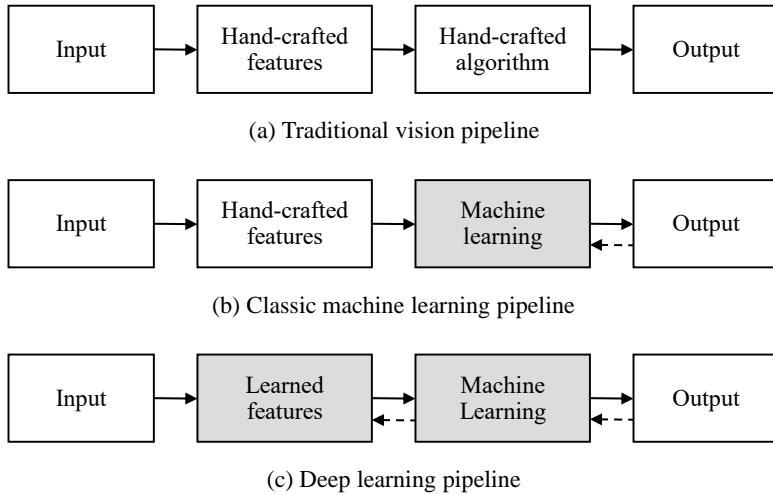 Input
Hand-crafted
features
Hand-crafted
algorithm
Output
(a) Traditional vision pipeline
Input
Hand-crafted
features
Machine
learning
Output
(b) Classic machine learning pipeline
Input
Learned
features
Machine
Learning
Output
(c) Deep learning pipeline